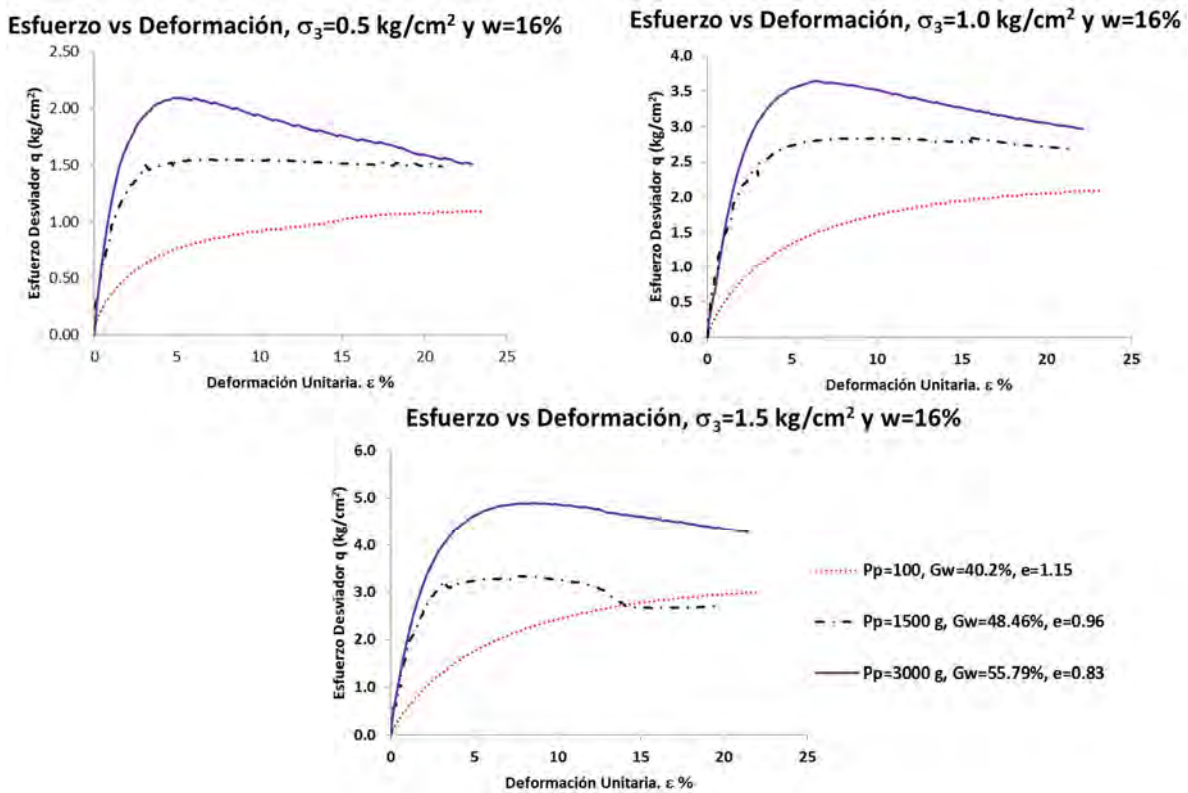 Esfuerzo vs Deformación, σ₃=0.5 kg/cm² y w=16%
2.50
2.00
1.50
1.00
0.50
0.00
Esfuerzo Desviador q (kg/cm²)
0 5 10 15 20 25
Deformación Unitaria. ε %
Esfuerzo vs Deformación, σ₃=1.0 kg/cm² y w=16%
4.0
3.5
3.0
2.5
2.0
1.5
1.0
0.5
0.0
Esfuerzo Desviador q (kg/cm²)
0 5 10 15 20 25
Deformación Unitaria. ε %
Esfuerzo vs Deformación, σ₃=1.5 kg/cm² y w=16%
6.0
5.0
4.0
3.0
2.0
1.0
0.0
Esfuerzo Desviador q (kg/cm²)
0 5 10 15 20 25
Deformación Unitaria. ε %
Pp=100, Gw=40.2%, e=1.15
Pp=1500 g, Gw=48.46%, e=0.96
Pp=3000 g, Gw=55.79%, e=0.83